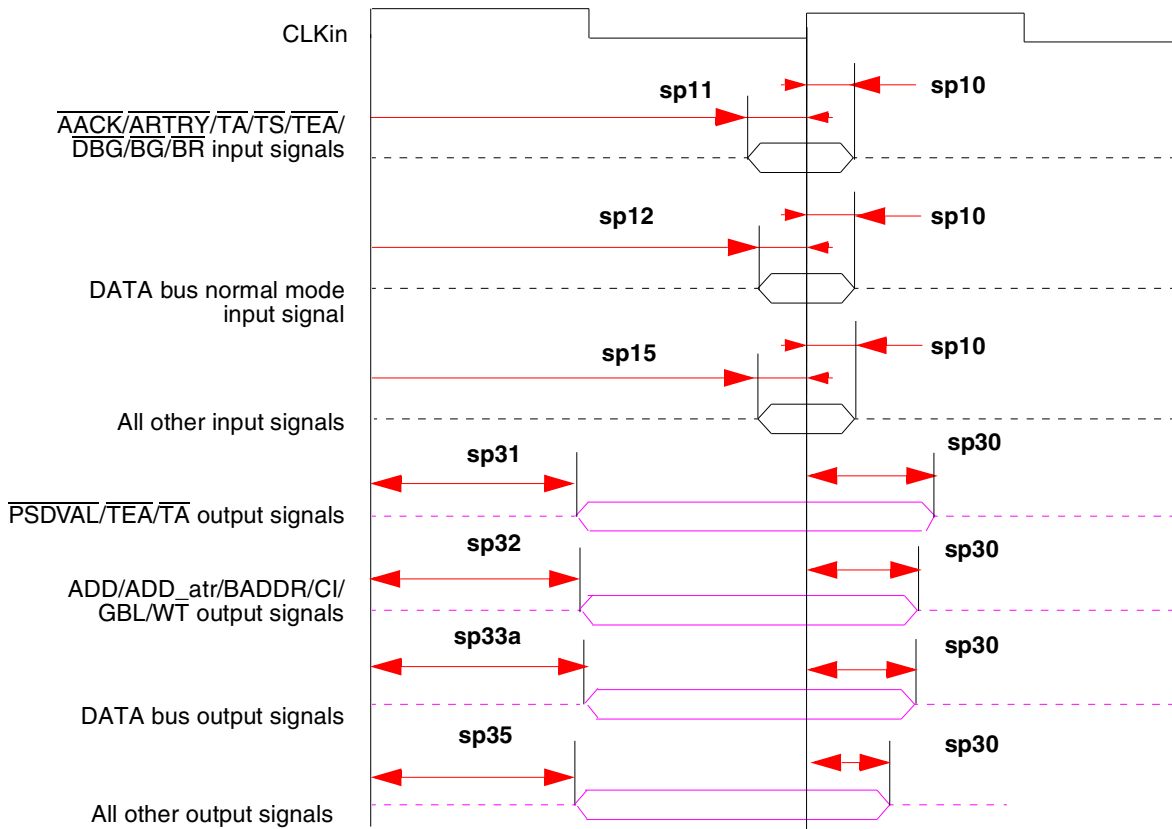 CLKin
sp11
sp10
AACK/ARTRY/TA/TS/TEA/
DBG/BG/BR input signals
sp12
sp10
DATA bus normal mode
input signal
sp15
sp10
All other input signals
sp31
sp30
PSDVAL/TEA/TA output signals
sp32
sp30
ADD/ADD_atr/BADDR/CI/
GBL/WT output signals
sp33a
sp30
DATA bus output signals
sp35
sp30
All other output signals